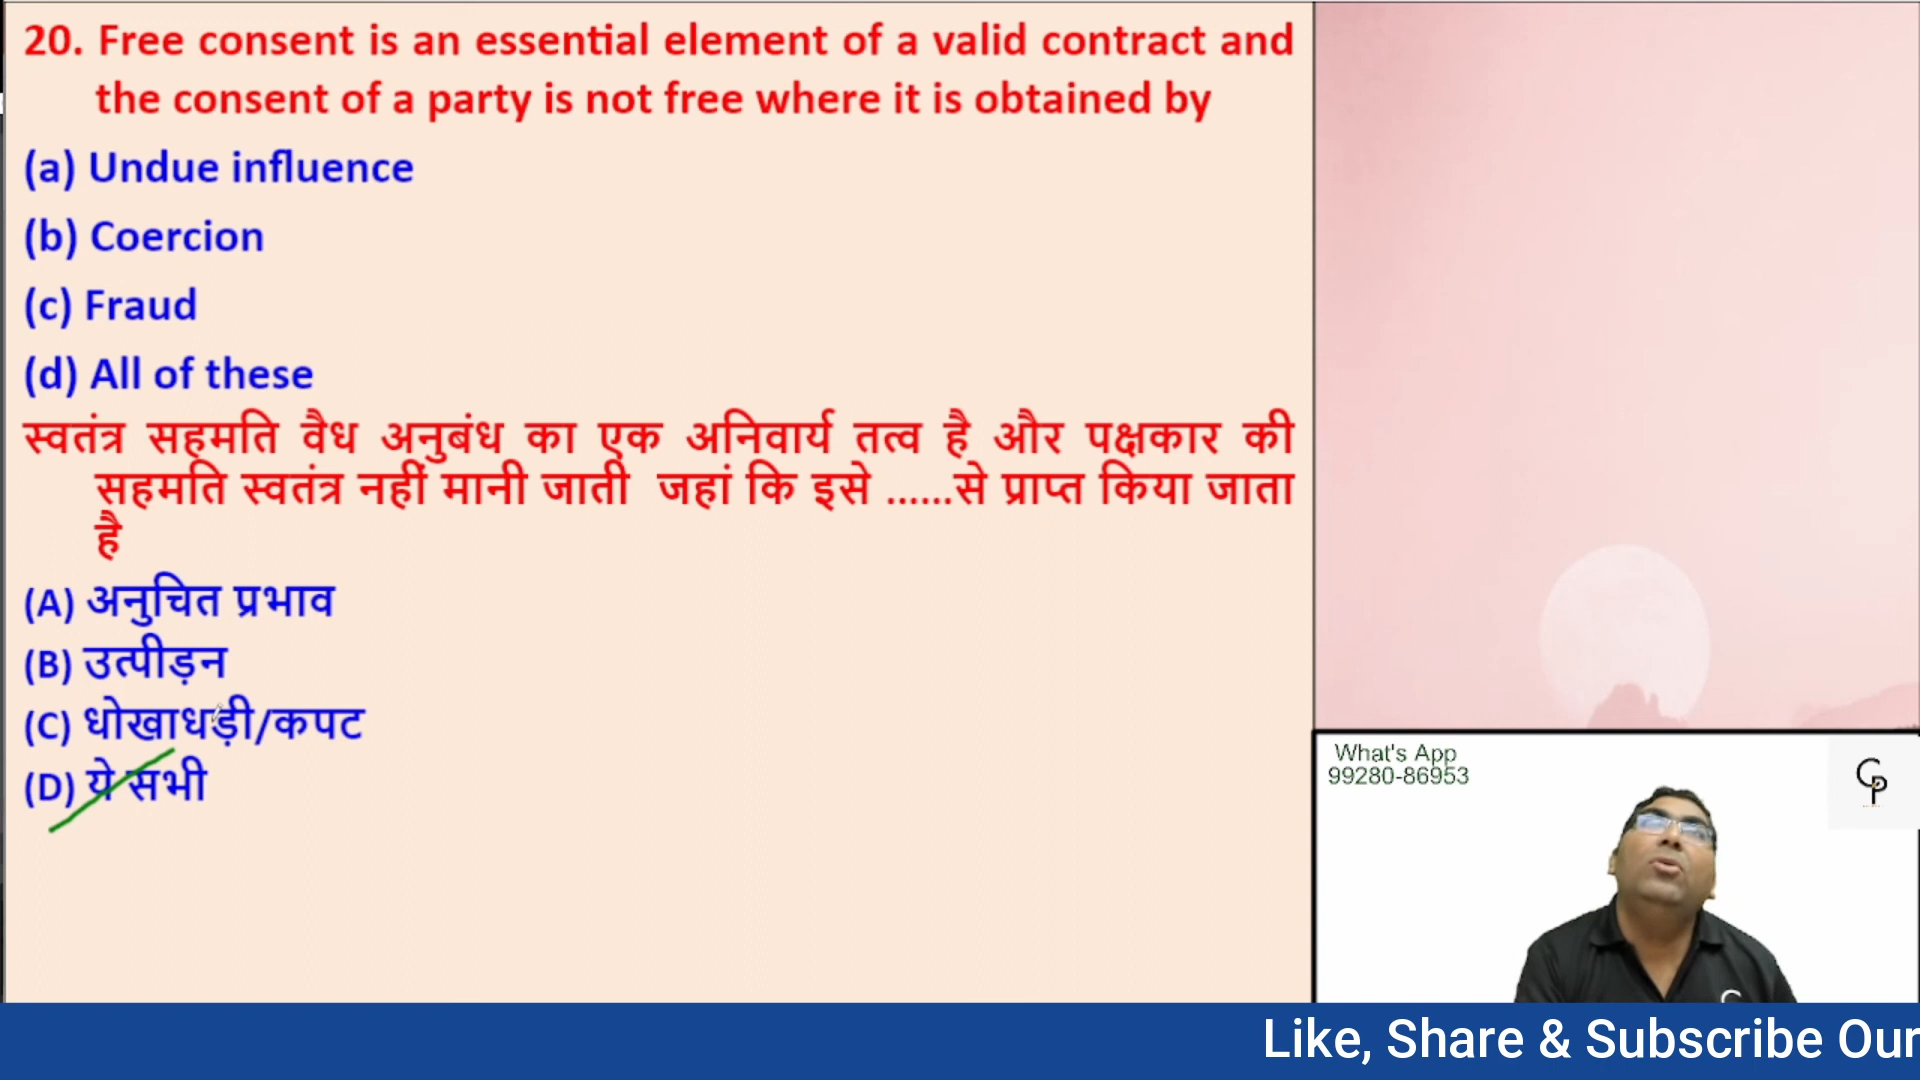 20. Free consent is an essential element of a valid contract and
the consent of a party is not free where it is obtained by
(a) Undue influence
(b) Coercion
(c) Fraud
(d) All of these
स्वतंत्र सहमति वैध अनुबंध का एक अनिवार्य तत्व है और पक्षकार की
सहमति स्वतंत्र नहीं मानी जाती जहां कि इसे ......से प्राप्त किया जाता
है
(A) अनुचित प्रभाव
(B) उत्पीड़न
(C) धोखाधड़ी/कपट
(D) ये सभी
What's App
99280-86953
CP
Like, Share & Subscribe Our